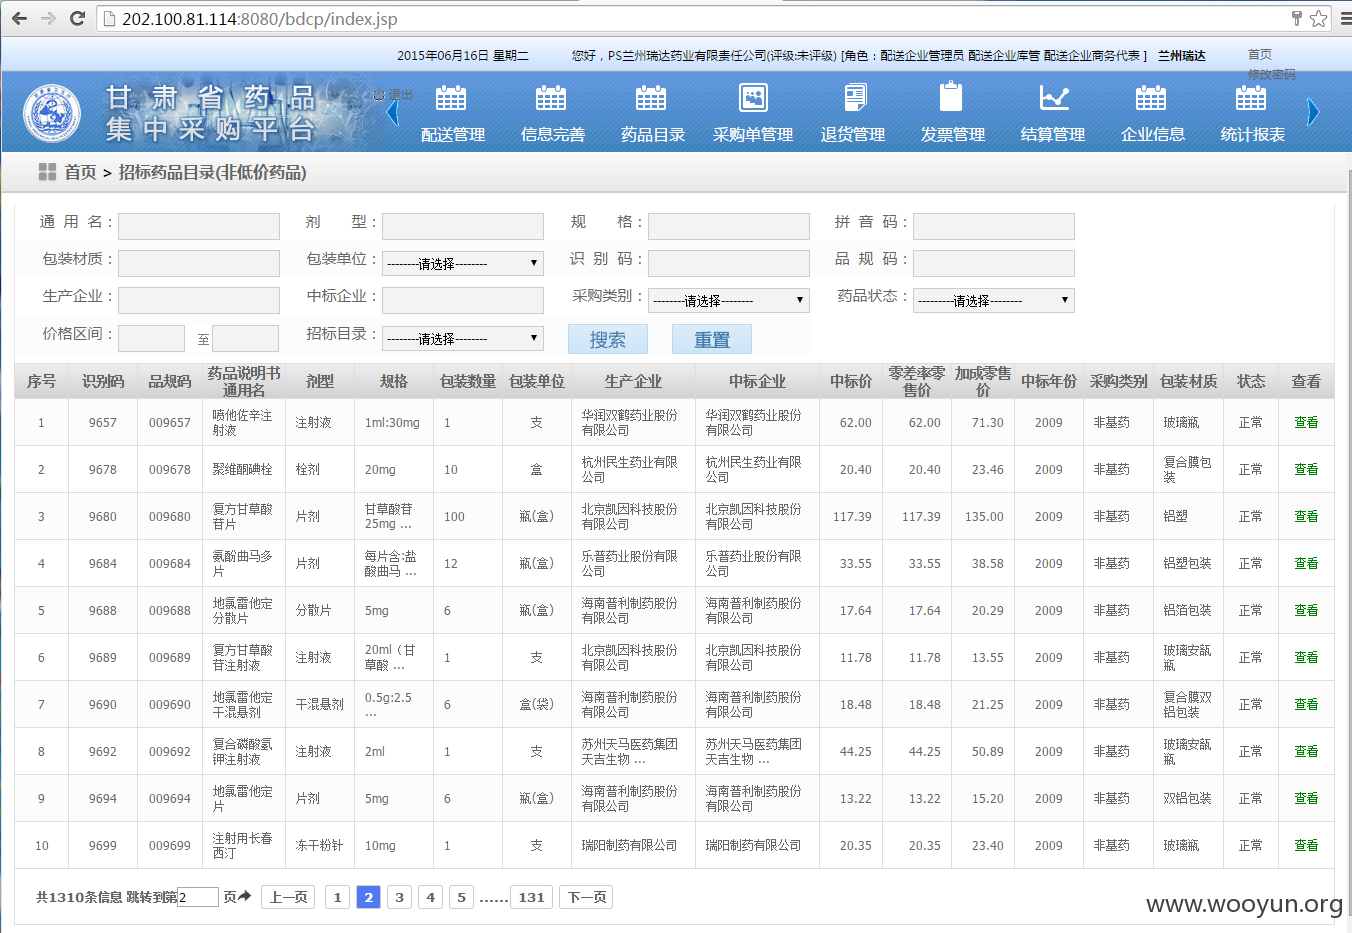 202.100.81.114:8080/bdcp/index.jsp
2015年06月16日 星期二 您好，PS兰州瑞达药业有限责任公司(评级:未评级) [角色：配送企业管理员 配送企业库管 配送企业商务代表 ] 兰州瑞达 首页
修改密码
甘肃省药品
集中采购平台
退出
配送管理 信息完善 药品目录 采购单管理 退货管理 发票管理 结算管理 企业信息 统计报表
首页 > 招标药品目录(非低价药品)
通 用 名： 剂 型： 规 格： 拼 音 码：
包装材质： 包装单位： --------请选择-------- 识 别 码： 品 规 码：
生产企业： 中标企业： 采购类别： --------请选择-------- 药品状态： --------请选择--------
价格区间： 至 招标目录： --------请选择-------- 搜索 重置
序号 识别码 品规码 药品说明书通用名 剂型 规格 包装数量 包装单位 生产企业 中标企业 中标价 零差率零售价 加成零售价 中标年份 采购类别 包装材质 状态 查看
1 9657 009657 喷他佐辛注射液 注射液 1ml:30mg 1 支 华润双鹤药业股份有限公司 华润双鹤药业股份有限公司 62.00 62.00 71.30 2009 非基药 玻璃瓶 正常 查看
2 9678 009678 聚维酮碘栓 栓剂 20mg 10 盒 杭州民生药业有限公司 杭州民生药业有限公司 20.40 20.40 23.46 2009 非基药 复合膜包装 正常 查看
3 9680 009680 复方甘草酸苷片 片剂 甘草酸苷25mg ... 100 瓶(盒) 北京凯因科技股份有限公司 北京凯因科技股份有限公司 117.39 117.39 135.00 2009 非基药 铝塑 正常 查看
4 9684 009684 氨酚曲马多片 片剂 每片含:盐酸曲马 ... 12 瓶(盒) 乐普药业股份有限公司 乐普药业股份有限公司 33.55 33.55 38.58 2009 非基药 铝塑包装 正常 查看
5 9688 009688 地氯雷他定分散片 分散片 5mg 6 瓶(盒) 海南普利制药股份有限公司 海南普利制药股份有限公司 17.64 17.64 20.29 2009 非基药 铝箔包装 正常 查看
6 9689 009689 复方甘草酸苷注射液 注射液 20ml（甘草酸 ... 1 支 北京凯因科技股份有限公司 北京凯因科技股份有限公司 11.78 11.78 13.55 2009 非基药 玻璃安瓿瓶 正常 查看
7 9690 009690 地氯雷他定干混悬剂 干混悬剂 0.5g:2.5 ... 6 盒(袋) 海南普利制药股份有限公司 海南普利制药股份有限公司 18.48 18.48 21.25 2009 非基药 复合膜双铝包装 正常 查看
8 9692 009692 复合磷酸氢钾注射液 注射液 2ml 1 支 苏州天马医药集团天吉生物 ... 苏州天马医药集团天吉生物 ... 44.25 44.25 50.89 2009 非基药 玻璃安瓿瓶 正常 查看
9 9694 009694 地氯雷他定片 片剂 5mg 6 瓶(盒) 海南普利制药股份有限公司 海南普利制药股份有限公司 13.22 13.22 15.20 2009 非基药 双铝包装 正常 查看
10 9699 009699 注射用长春西汀 冻干粉针 10mg 1 支 瑞阳制药有限公司 瑞阳制药有限公司 20.35 20.35 23.40 2009 非基药 玻璃瓶 正常 查看
共1310条信息 跳转到第2 页 上一页 1 2 3 4 5 ...... 131 下一页
www.wooyun.org